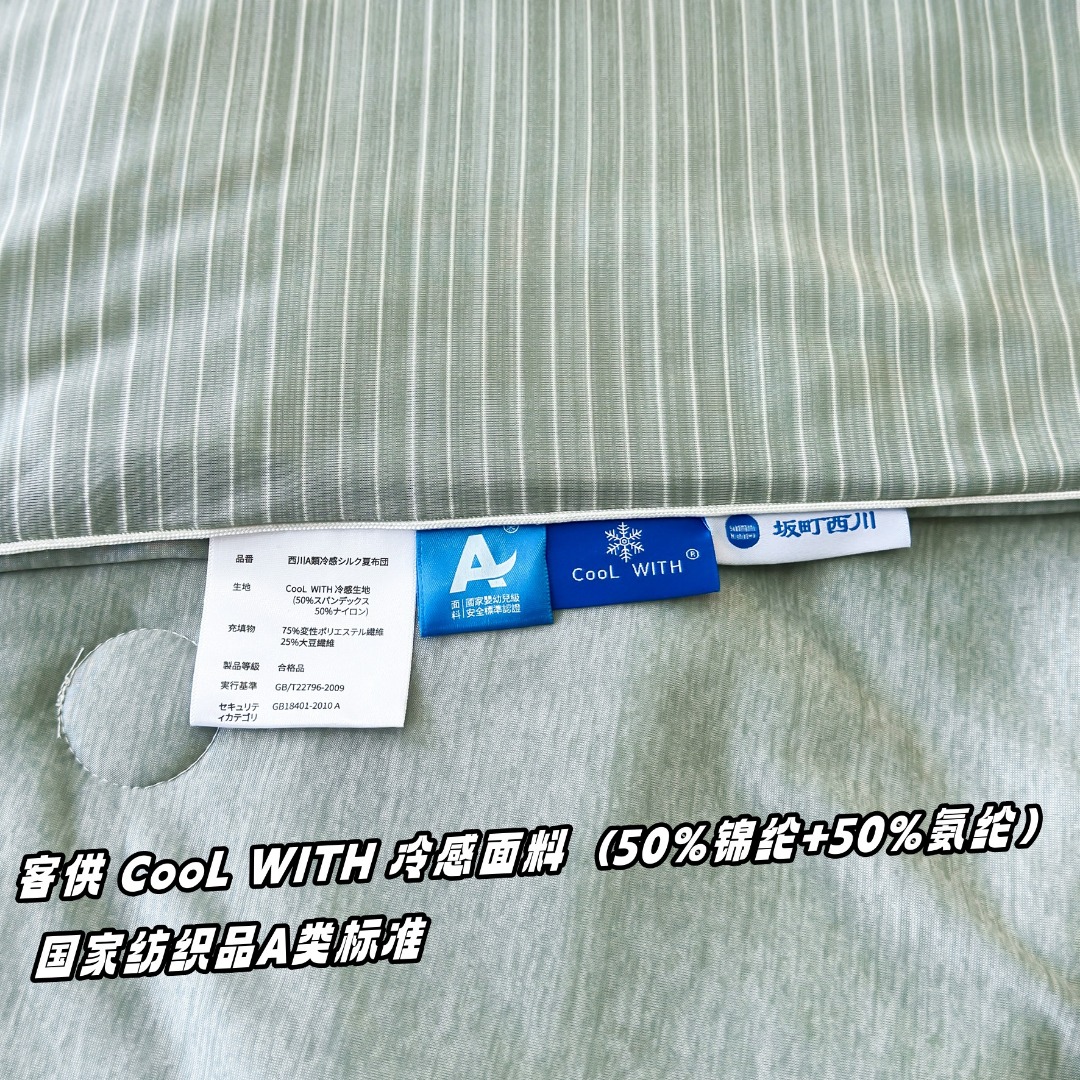 西川A類冷感シルク夏布団
品番
生地
CooL WITH 冷感生地
(50%スパンデックス
50%ナイロン)
充填物
75%変性ポリエステル繊維
25%大豆繊維
製品等級 合格品
実行基準 GB/T22796-2009
セキュリテ
ィカテゴリ
GB18401-2010 A
A
面料
國家嬰幼兒級
安全標準認證
CooL WITH®
坂町西川
客供 CooL WITH 冷感面料（50%锦纶+50%氨纶）
国家纺织品A类标准